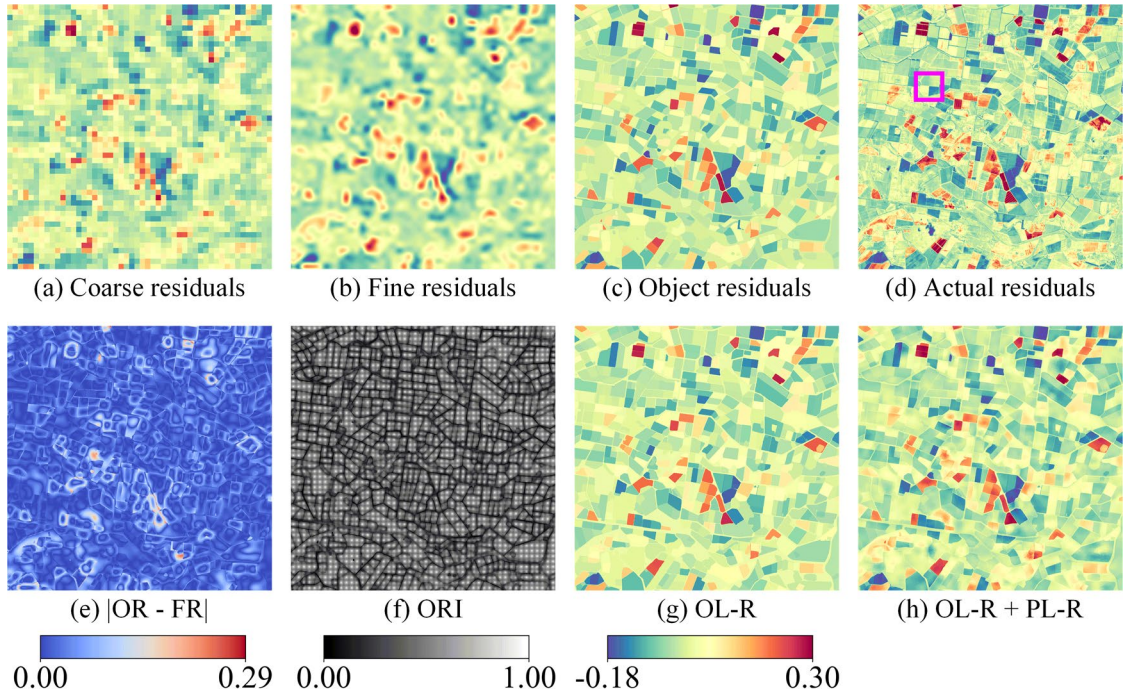 (a) Coarse residuals
(b) Fine residuals
(c) Object residuals
(d) Actual residuals
(e) |OR - FR|
(f) ORI
(g) OL-R
(h) OL-R + PL-R
0.00 0.29
0.00 1.00
-0.18 0.30